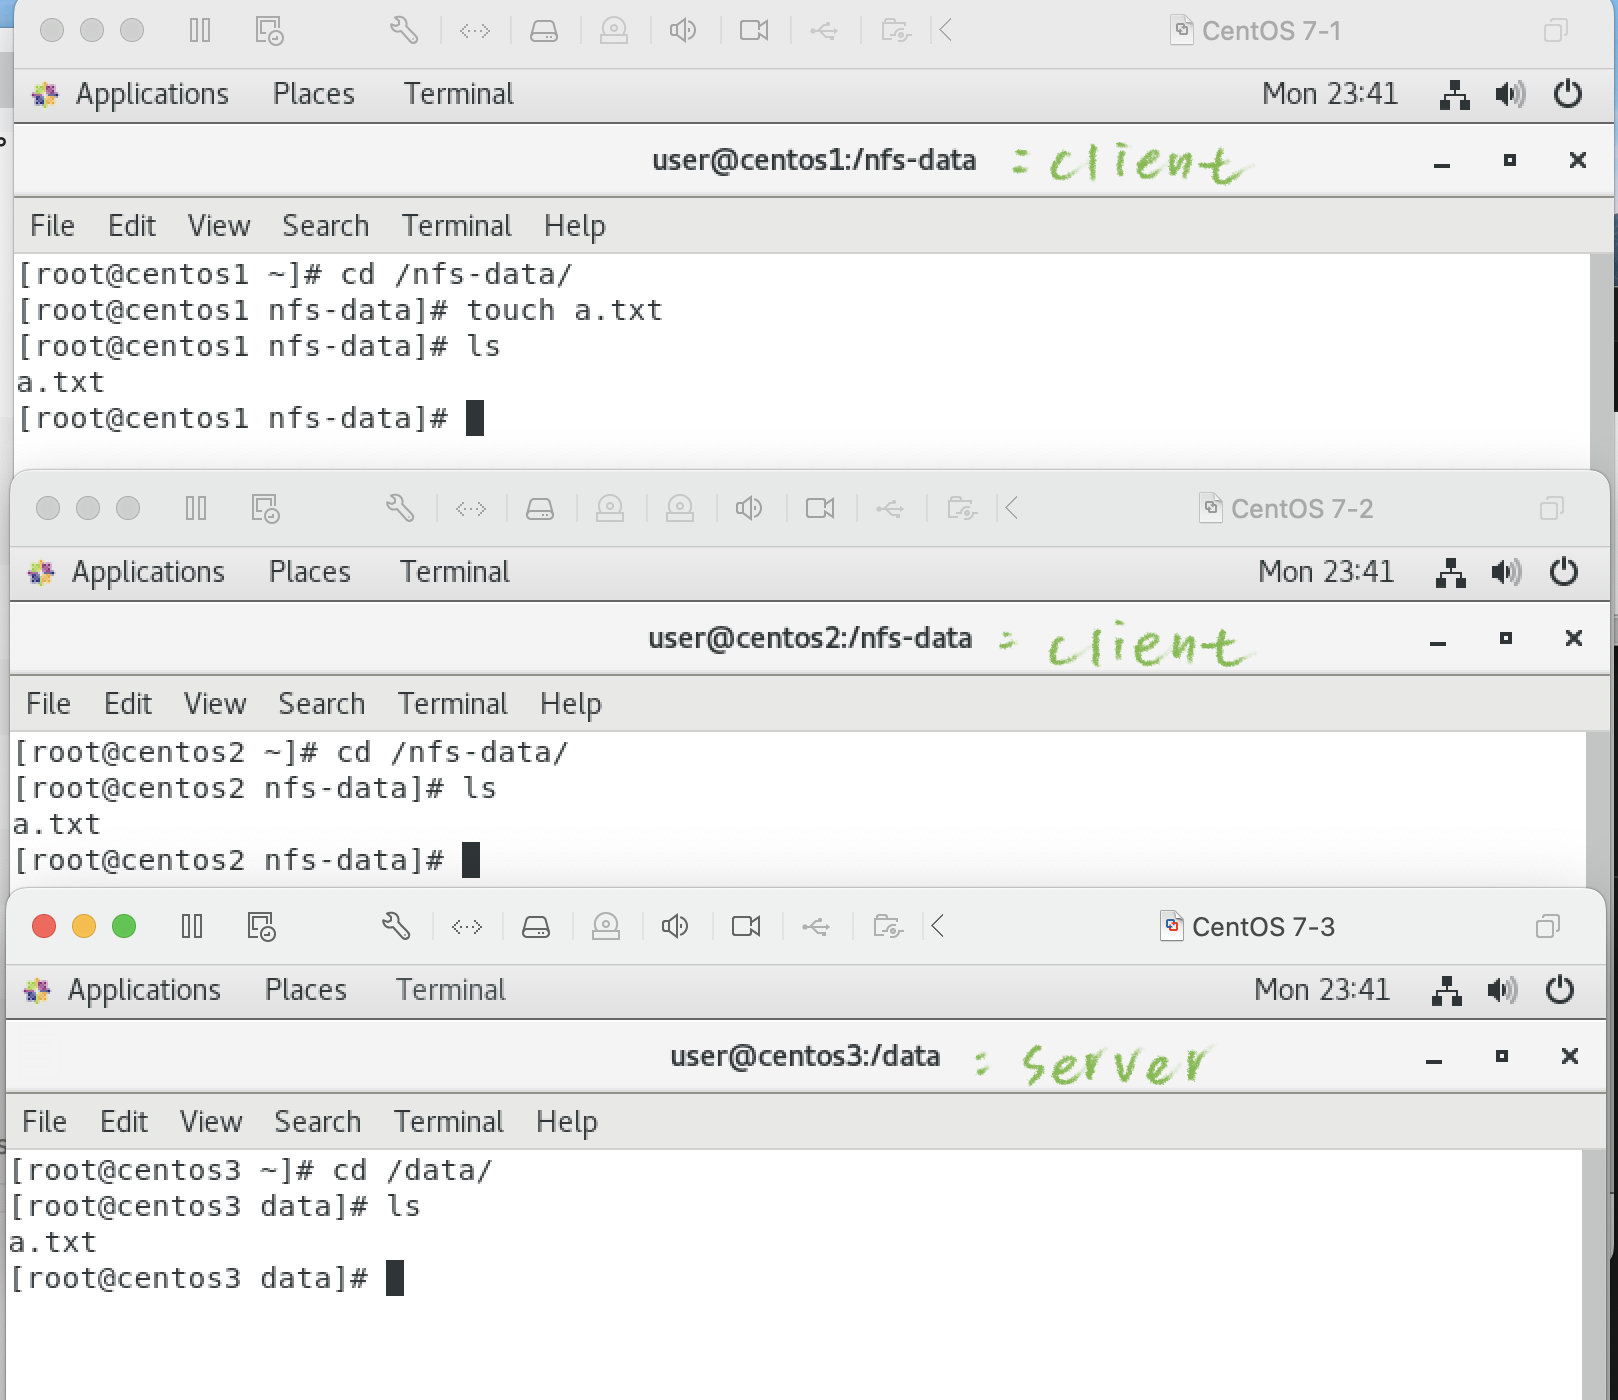 CentOS 7-1
Applications Places Terminal Mon 23:41
user@centos1:/nfs-data : client
File Edit View Search Terminal Help
[root@centos1 ~]# cd /nfs-data/
[root@centos1 nfs-data]# touch a.txt
[root@centos1 nfs-data]# ls
a.txt
[root@centos1 nfs-data]#
CentOS 7-2
Applications Places Terminal Mon 23:41
user@centos2:/nfs-data : client
File Edit View Search Terminal Help
[root@centos2 ~]# cd /nfs-data/
[root@centos2 nfs-data]# ls
a.txt
[root@centos2 nfs-data]#
CentOS 7-3
Applications Places Terminal Mon 23:41
user@centos3:/data : server
File Edit View Search Terminal Help
[root@centos3 ~]# cd /data/
[root@centos3 data]# ls
a.txt
[root@centos3 data]#